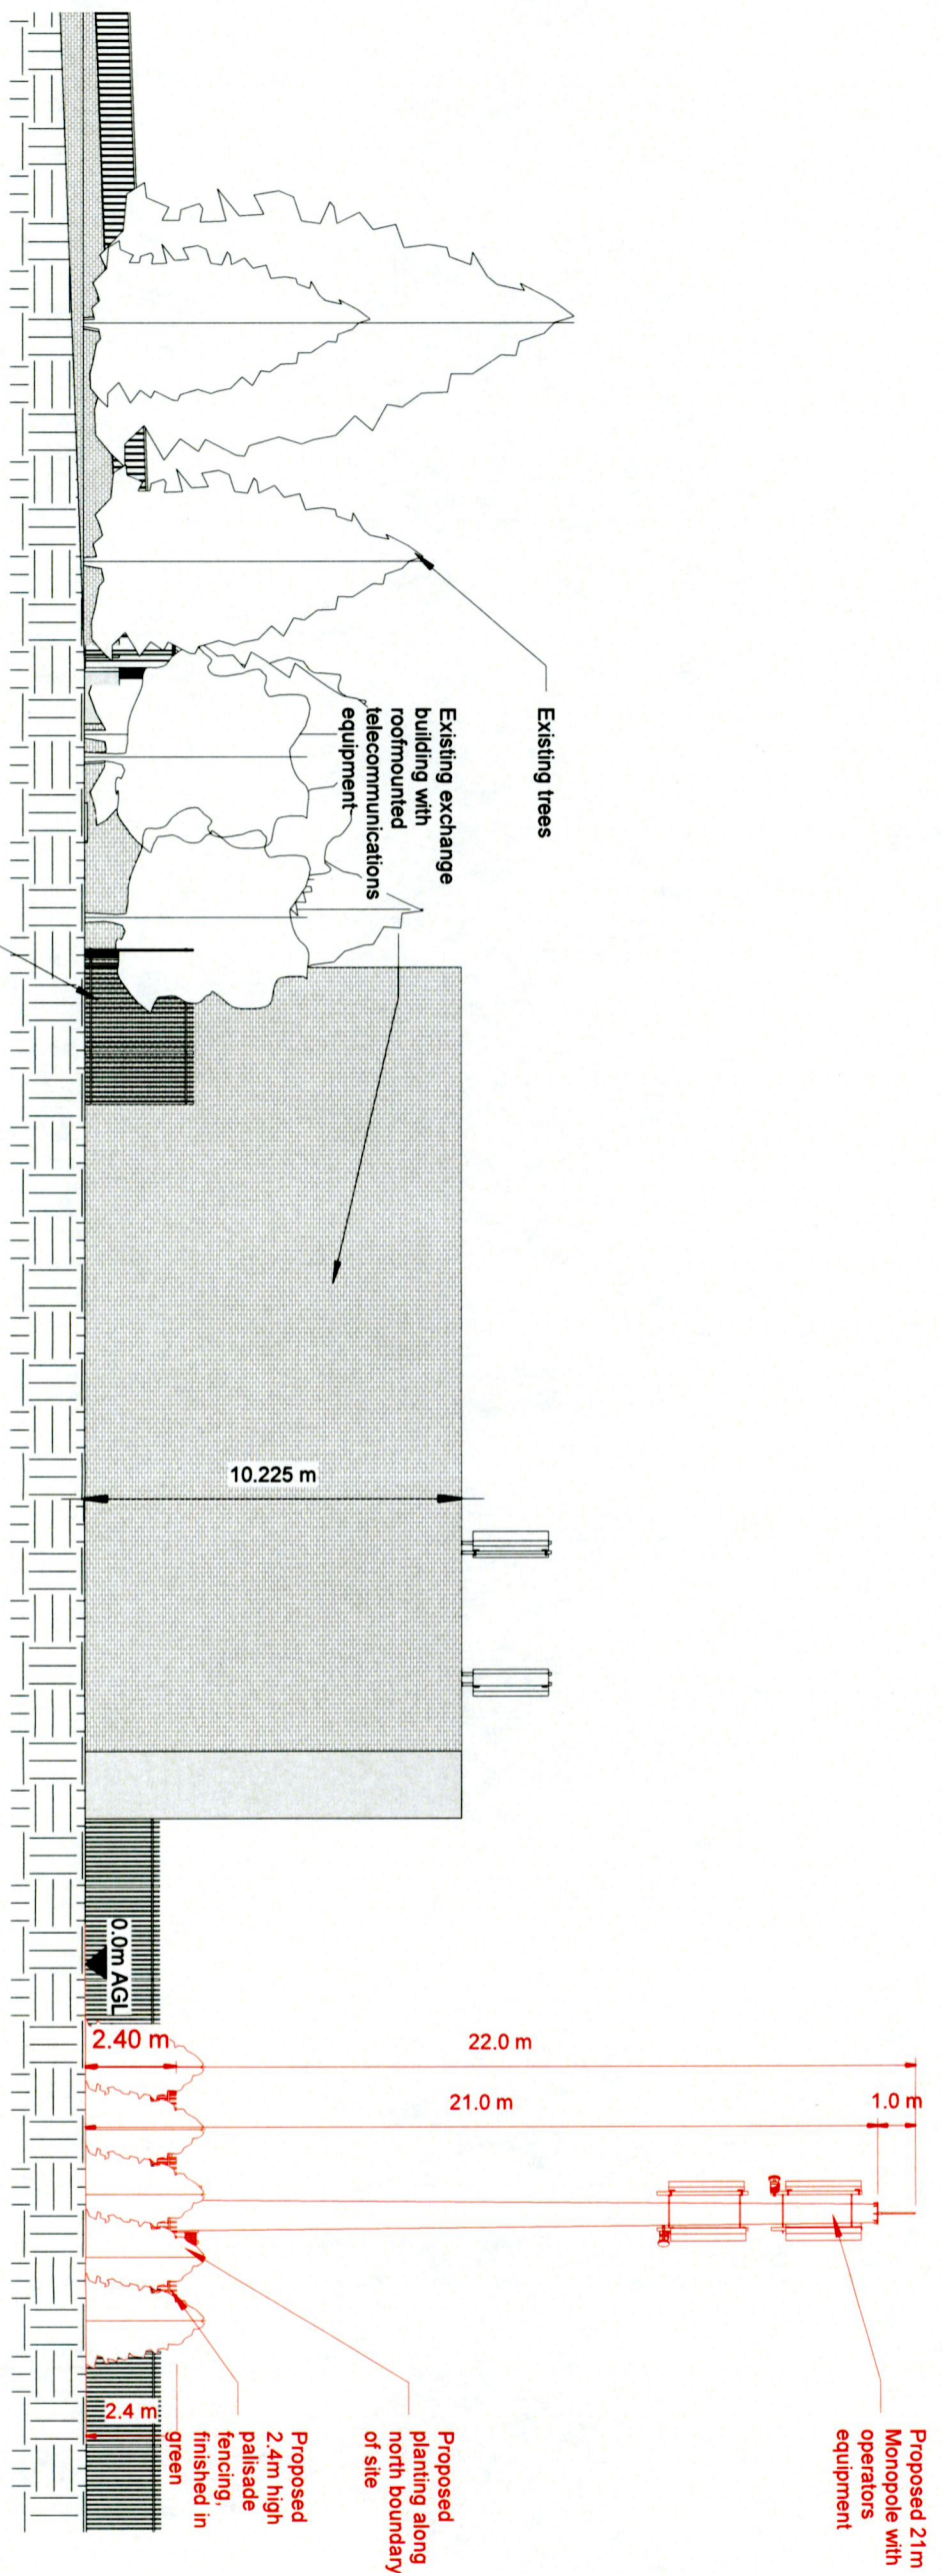 Existing trees
Existing exchange
building with
roofmounted
telecommunications
equipment
10.225 m
0.0m AGL
2.40 m
22.0 m
21.0 m
1.0 m
Proposed 21m
Monopole with
operators
equipment
Proposed
planting along
north boundary
of site
Proposed
2.4m high
palisade
fencing,
finished in
green
2.4 m